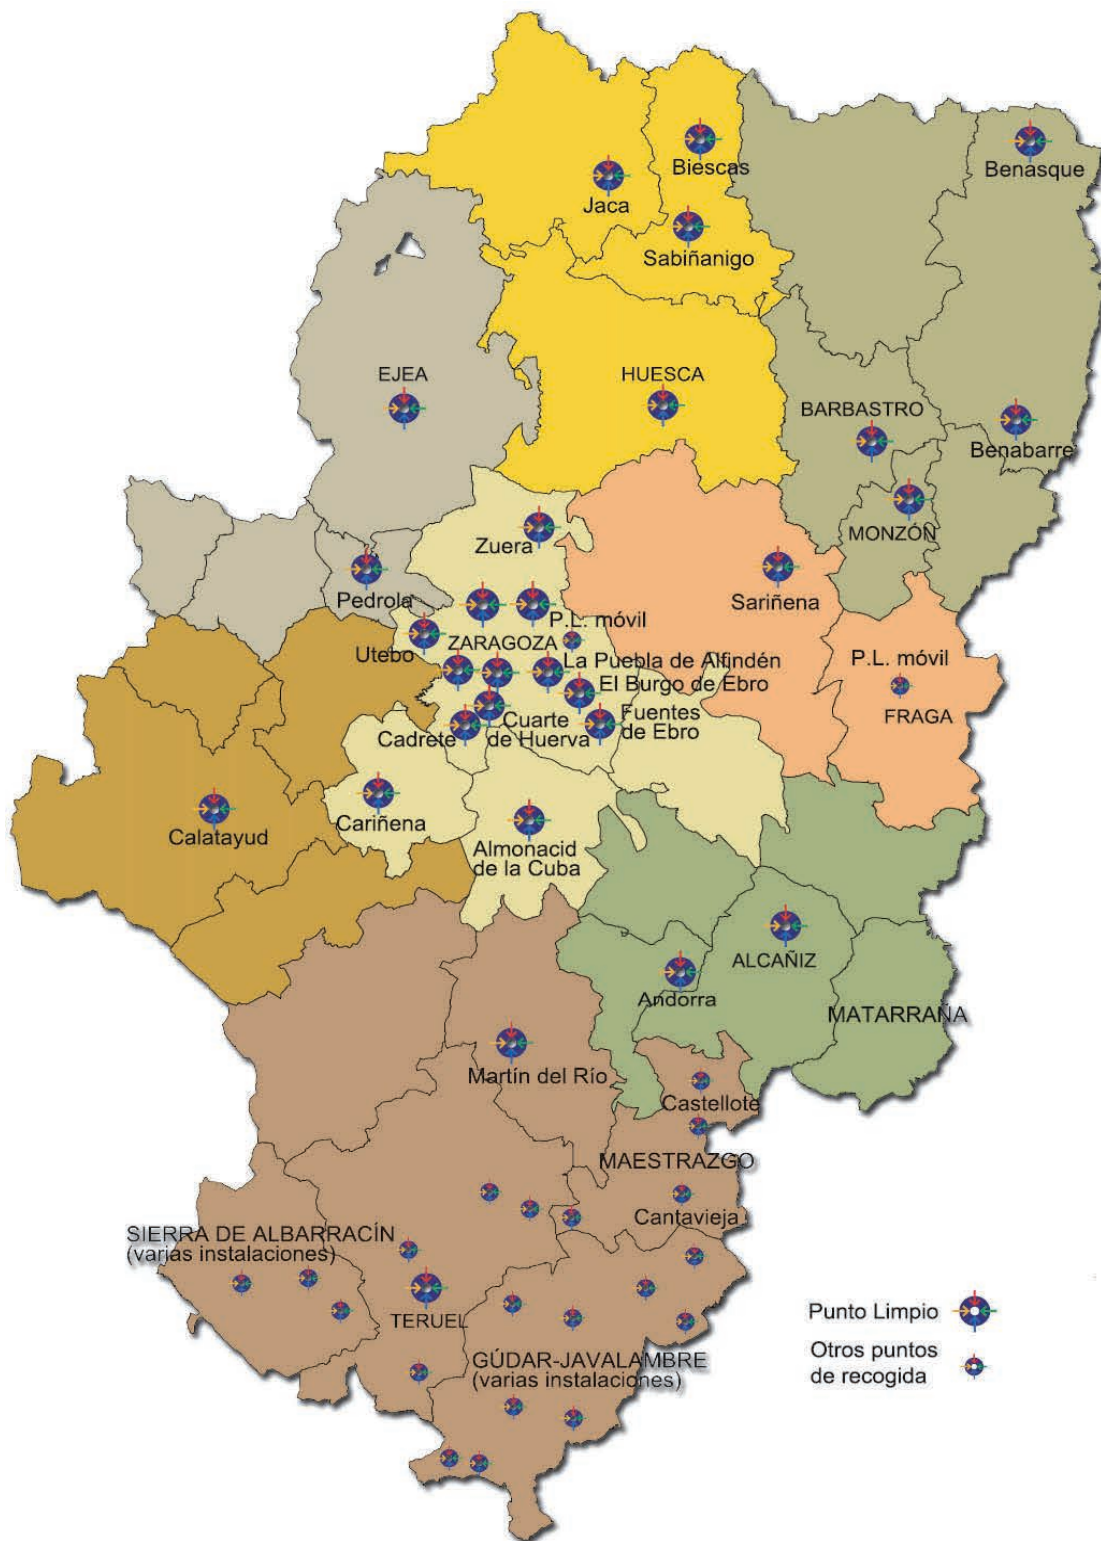 Biescas
Benasque
Jaca
Sabiñanigo
EJEA
HUESCA
BARBASTRO
Benabarre
MONZÓN
Zuera
Pedrola
Sariñena
P.L. móvil
ZARAGOZA
Utebo
La Puebla de Alfindén
P.L. móvil
El Burgo de Ebro
Fuentes
de Ebro
FRAGA
Cuarte
de Huerva
Cadrete
Cariñena
Calatayud
Almonacid
de la Cuba
ALCAÑIZ
Andorra
MATARRAÑA
Martín del Río
Castellote
MAESTRAZGO
Cantavieja
SIERRA DE ALBARRACÍN
(varias instalaciones)
TERUEL
Punto Limpio
GÚDAR-JAVALAMBRE
(varias instalaciones)
Otros puntos
de recogida